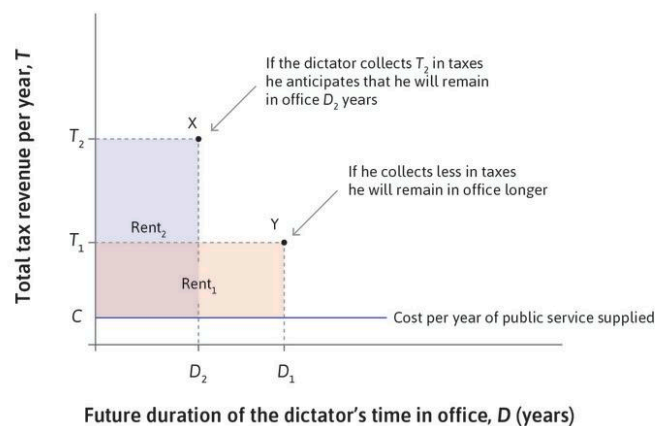 Total tax revenue per year, T
If the dictator collects T₂ in taxes
he anticipates that he will remain
in office D₂ years
X
T₂
If he collects less in taxes
he will remain in office longer
Y
Rent₂
T₁
Rent₁
C
Cost per year of public service supplied
D₂
D₁
Future duration of the dictator's time in office, D (years)